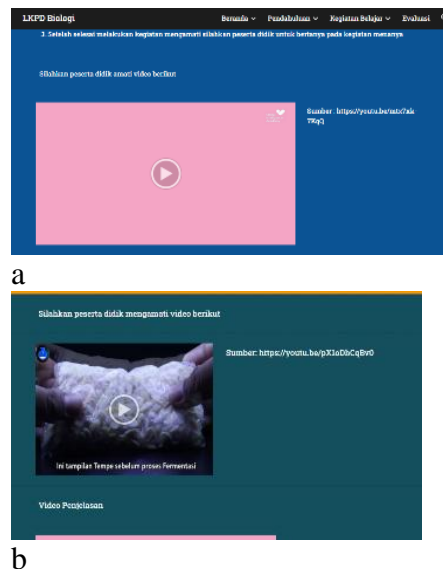 LKPD Biologi
Beranda Pendahuluan Kegiatan Belajar Evaluasi
3. Setelah selesai melakukan kegiatan mengamati silahkan peserta didik untuk bertanya pada kegiatan menanya
Silahkan peserta didik amati video berikut
Sumber: https://youtu.be/
a
Silahkan peserta didik mengamati video berikut
Sumber: https://youtu.be/pX1oDhCqBv0
Ini tampilan Tempe sebelum proses Fermentasi
Video Penjelasan
b